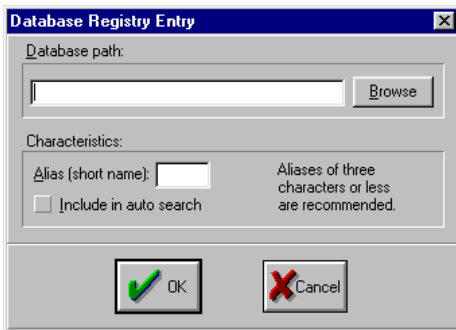 Database Registry Entry
Database path:
Browse
Characteristics:
Alias (short name):
Aliases of three
characters or less
are recommended.
Include in auto search
OK
Cancel